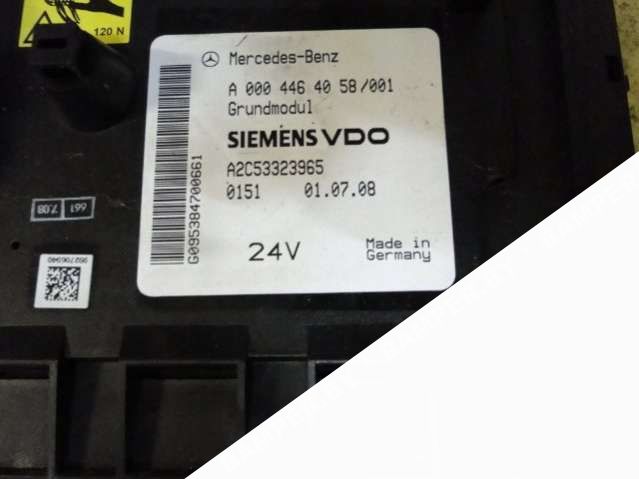 120 N
Mercedes-Benz
A 000 446 40 58/001
Grundmodul
SIEMENS VDO
A2C53323965
0151 01.07.08
24V
Made in
Germany
G095384700661
661
7.08